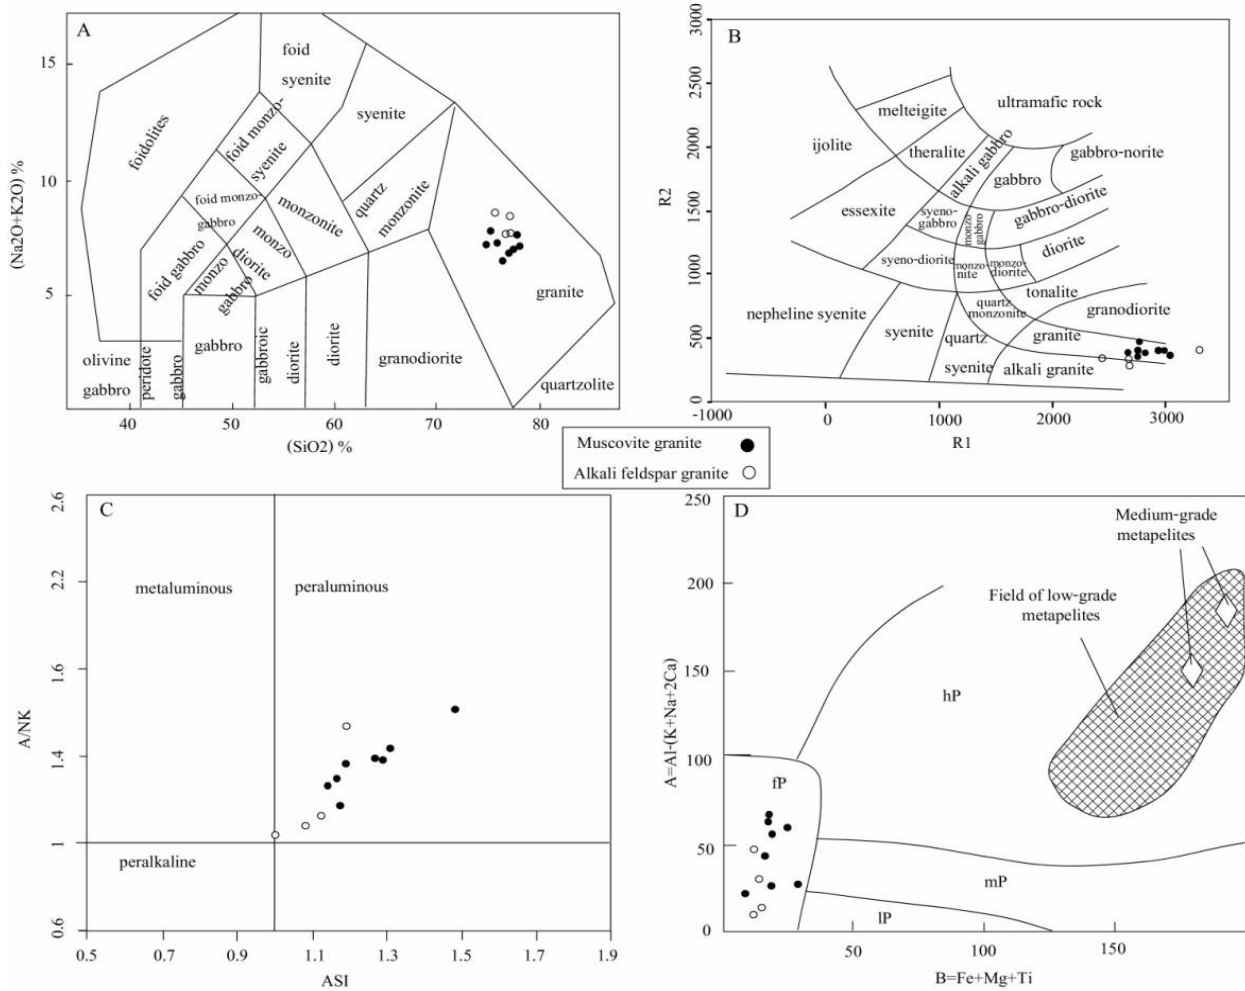 A
15
10
5
(Na2O+K2O) %
foid
syenite
foidolites
foid monzo-
syenite
syenite
quartz
monzonite
foid monzo-
gabbro
monzonite
foid gabbro
monzo
diorite
monzo
gabbro
granite
olivine
gabbro
peridote
gabbro
gabbro
gabbroic
diorite
diorite
granodiorite
quartzolite
40
50
60
70
80
(SiO2) %
B
3000
2500
2000
1500
1000
500
0
R2
ultramafic rock
melteigite
ijolite
theralite
alkali gabbro
gabbro-norite
gabbro
essexite
syeno-
gabbro
monzo
gabbro
gabbro-diorite
syeno-diorite
monzo-
nite
monzo-
diorite
diorite
tonalite
nepheline syenite
quartz
monzonite
granodiorite
syenite
quartz
syenite
granite
alkali granite
-1000
0
1000
2000
3000
R1
Muscovite granite
Alkali feldspar granite
C
2.6
2.2
1.6
1.4
1
0.6
A/NK
metaluminous
peraluminous
peralkaline
0.5
0.7
0.9
1.1
1.3
1.5
1.7
1.9
ASI
D
250
200
150
100
50
0
A=Al-(K+Na+2Ca)
Medium-grade
metapelites
Field of low-grade
metapelites
hP
fP
mP
lP
50
100
150
B=Fe+Mg+Ti